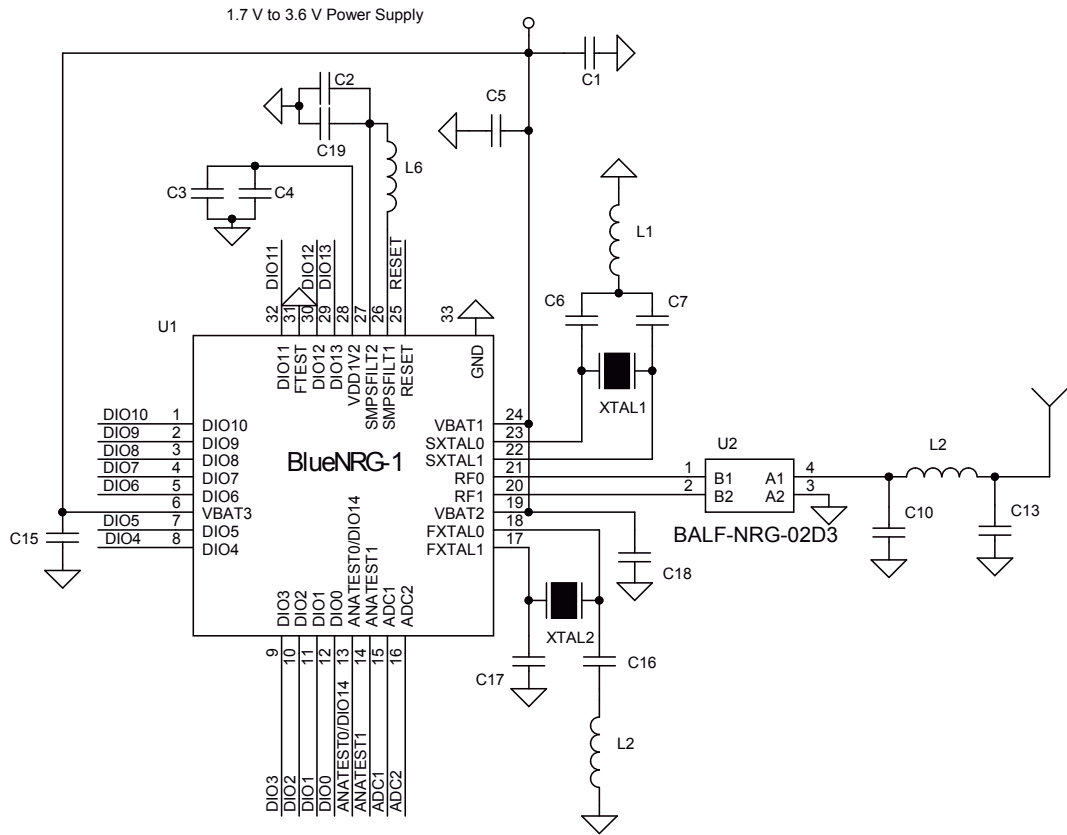 1.7 V to 3.6 V Power Supply
C1
C2
C5
C19
L6
C3
C4
L1
DIO11
DIO12
DIO13
RESET
C6
C7
32
31
30
29
28
27
26
25
33
U1
DIO11
FTEST
DIO12
DIO13
VDD1V2
SMPSFILT2
SMPSFILT1
RESET
GND
XTAL1
DIO10 1 DIO10
DIO9 2 DIO9
DIO8 3 DIO8
DIO7 4 DIO7
DIO6 5 DIO6
6 VBAT3
DIO5 7 DIO5
DIO4 8 DIO4
C15
BlueNRG-1
VBAT1 24
SXTAL0 23
SXTAL1 22
RF0 21
RF1 20
VBAT2 19
FXTAL0 18
FXTAL1 17
U2
1 B1 A1 4
2 B2 A2 3
BALF-NRG-02D3
L2
C10
C13
C18
DIO3
DIO2
DIO1
DIO0
ANATEST0/DIO14
ANATEST1
ADC1
ADC2
XTAL2
9
10
11
12
13
14
15
16
C17
C16
L2
DIO3
DIO2
DIO1
DIO0
ANATEST0/DIO14
ANATEST1
ADC1
ADC2